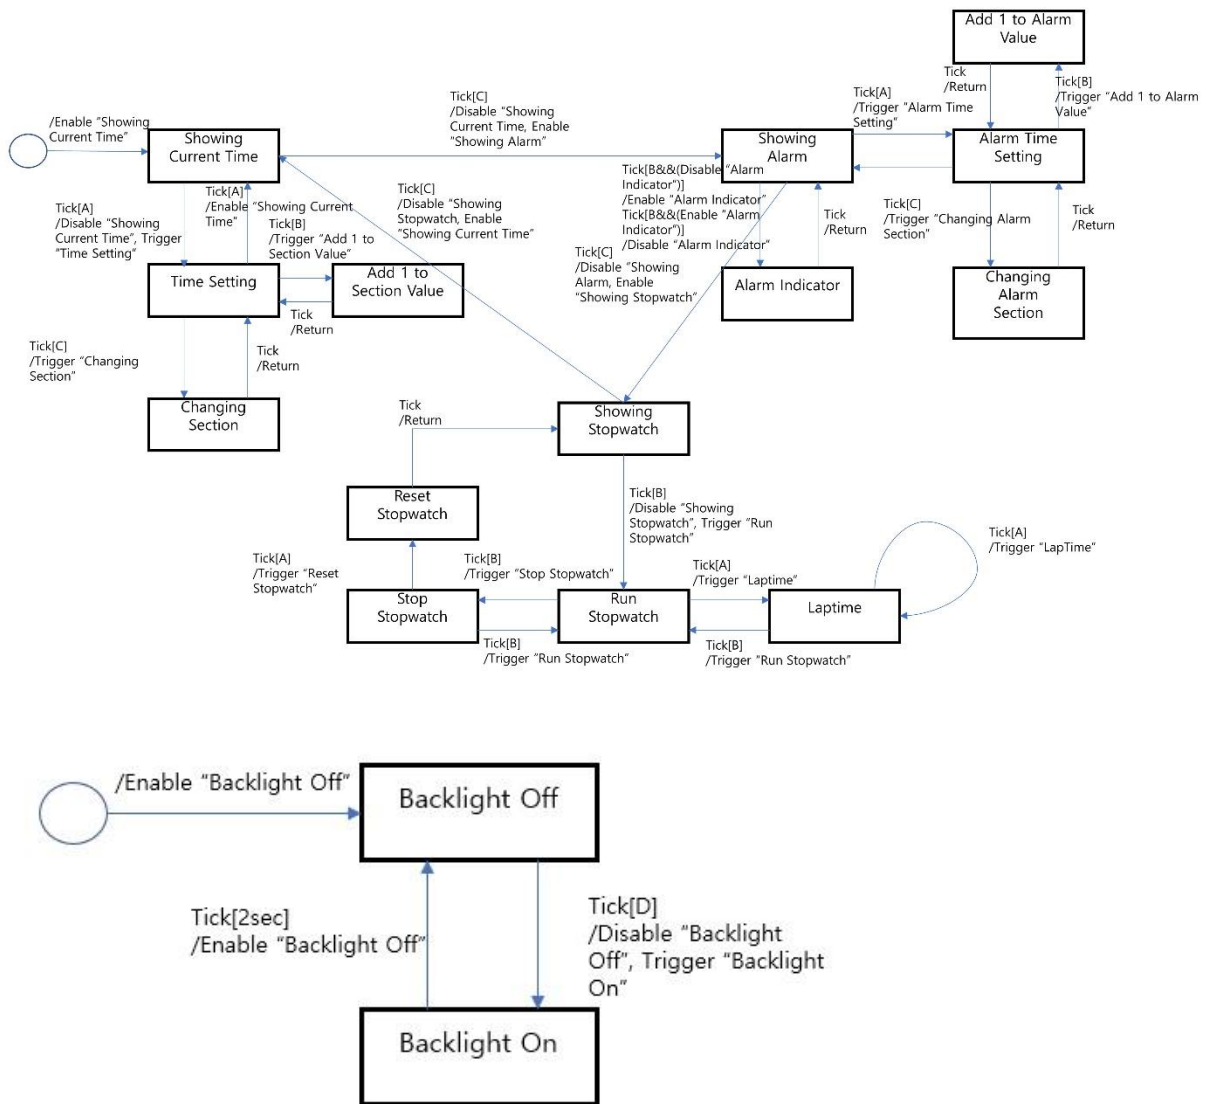 Add 1 to Alarm
Value
Tick
/Return
Tick[B]
/Trigger “Add 1 to Alarm
Value”
Tick[A]
/Trigger “Alarm Time
Setting”
Tick[C]
/Disable “Showing
Current Time, Enable
“Showing Alarm”
/Enable “Showing
Current Time”
Showing
Current Time
Showing
Alarm
Alarm Time
Setting
Tick[A]
/Disable “Showing
Current Time”, Trigger
“Time Setting”
Tick[A]
/Enable “Showing Current
Time”
Tick[B]
/Trigger “Add 1 to
Section Value”
Tick[C]
/Disable “Showing
Stopwatch, Enable
“Showing Current Time”
Tick[B&&(Disable “Alarm
Indicator”)]
/Enable “Alarm Indicator”
Tick[B&&(Enable “Alarm
Indicator”)]
/Disable “Alarm Indicator”
Tick
/Return
Tick[C]
/Trigger “Changing Alarm
Section”
Tick
/Return
Tick[C]
/Disable “Showing
Alarm, Enable
“Showing Stopwatch”
Time Setting
Add 1 to
Section Value
Alarm Indicator
Changing
Alarm
Section
Tick
/Return
Tick[C]
/Trigger “Changing
Section”
Tick
/Return
Changing
Section
Tick
/Return
Showing
Stopwatch
Reset
Stopwatch
Tick[B]
/Disable “Showing
Stopwatch”, Trigger “Run
Stopwatch”
Tick[A]
/Trigger “LapTime”
Tick[A]
/Trigger “Reset
Stopwatch”
Tick[B]
/Trigger “Stop Stopwatch”
Tick[A]
/Trigger “Laptime”
Stop
Stopwatch
Run
Stopwatch
Laptime
Tick[B]
/Trigger “Run Stopwatch”
Tick[B]
/Trigger “Run Stopwatch”
/Enable “Backlight Off”
Backlight Off
Tick[2sec]
/Enable “Backlight Off”
Tick[D]
/Disable “Backlight
Off”, Trigger “Backlight
On”
Backlight On